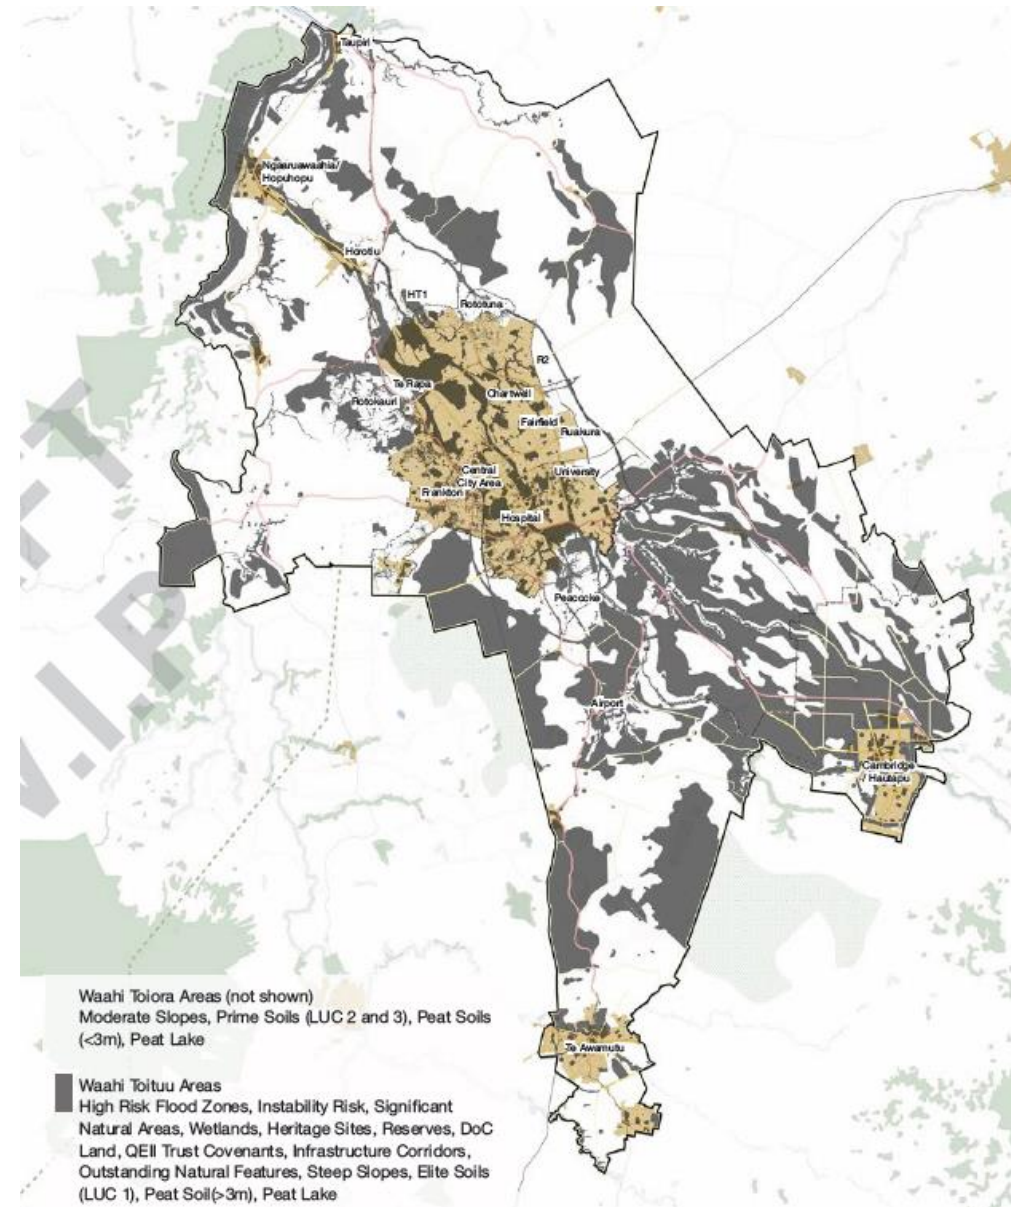 Taupiri
Ngaaruawaahia/
Hopuhopu
Horotiu
HT1
Rototuna
R2
Te Rapa
Chartwell
Rotokauri
Fairfield
Ruakura
Central
City Area
University
Frankton
Hospital
Peacocke
Airport
Cambridge
/ Hautapu
Te Awamutu
Waahi Toiora Areas (not shown)
Moderate Slopes, Prime Soils (LUC 2 and 3), Peat Soils
(<3m), Peat Lake
Waahi Toituu Areas
High Risk Flood Zones, Instability Risk, Significant
Natural Areas, Wetlands, Heritage Sites, Reserves, DoC
Land, QEII Trust Covenants, Infrastructure Corridors,
Outstanding Natural Features, Steep Slopes, Elite Soils
(LUC 1), Peat Soil(>3m), Peat Lake